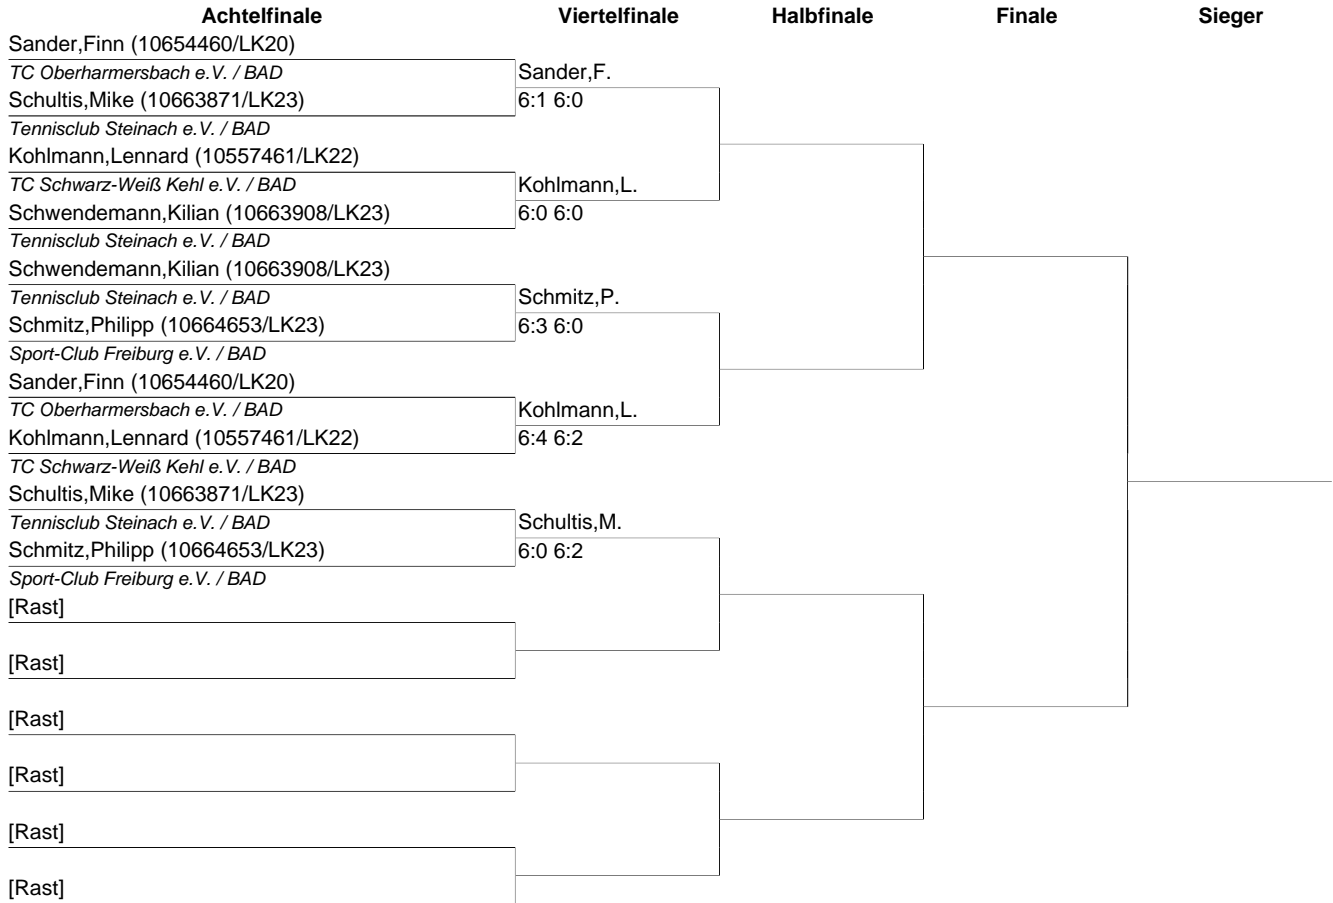 Achtelfinale Viertelfinale Halbfinale Finale Sieger
Sander,Finn (10654460/LK20)
TC Oberharmersbach e.V. / BAD Sander,F.
Schultis,Mike (10663871/LK23) 6:1 6:0
Tennisclub Steinach e.V. / BAD
Kohlmann,Lennard (10557461/LK22)
TC Schwarz-Weiß Kehl e.V. / BAD Kohlmann,L.
Schwendemann,Kilian (10663908/LK23) 6:0 6:0
Tennisclub Steinach e.V. / BAD
Schwendemann,Kilian (10663908/LK23)
Tennisclub Steinach e.V. / BAD Schmitz,P.
Schmitz,Philipp (10664653/LK23) 6:3 6:0
Sport-Club Freiburg e.V. / BAD
Sander,Finn (10654460/LK20)
TC Oberharmersbach e.V. / BAD Kohlmann,L.
Kohlmann,Lennard (10557461/LK22) 6:4 6:2
TC Schwarz-Weiß Kehl e.V. / BAD
Schultis,Mike (10663871/LK23)
Tennisclub Steinach e.V. / BAD Schultis,M.
Schmitz,Philipp (10664653/LK23) 6:0 6:2
Sport-Club Freiburg e.V. / BAD
[Rast]
[Rast]
[Rast]
[Rast]
[Rast]
[Rast]